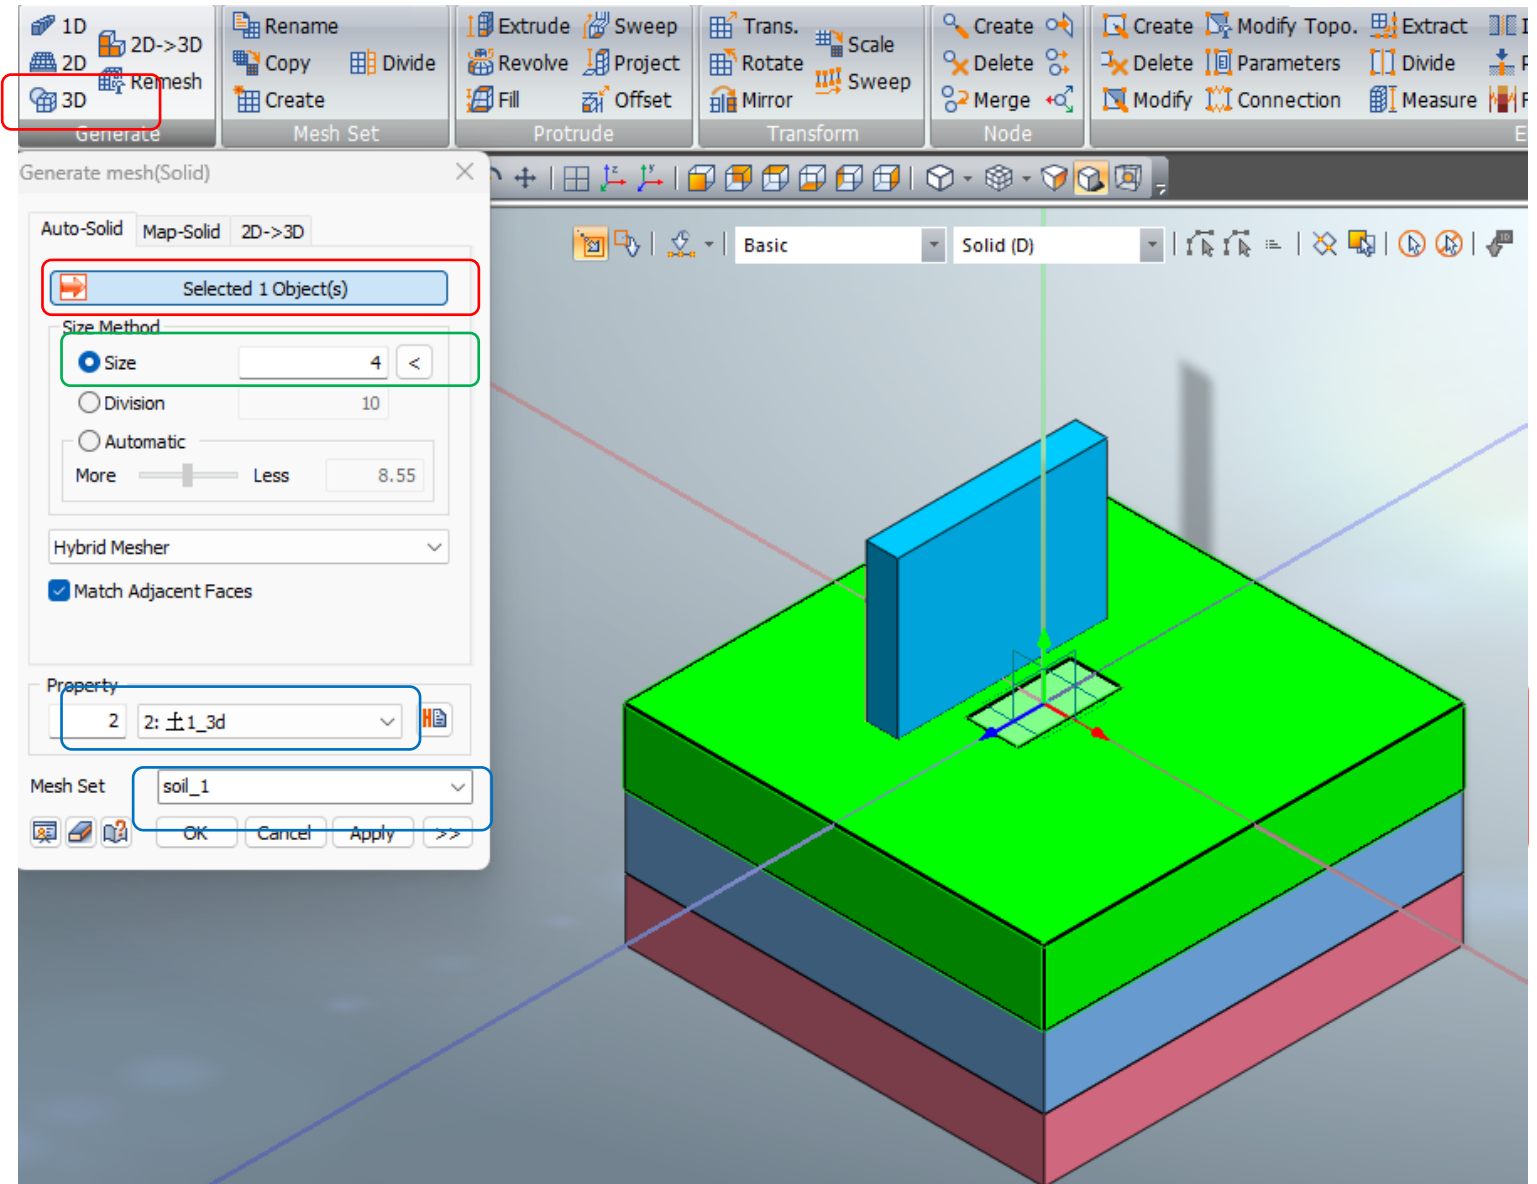 1D
2D->3D
2D
Remesh
3D
Generate
Rename
Copy
Divide
Create
Mesh Set
Extrude
Sweep
Revolve
Project
Fill
Offset
Protrude
Trans.
Scale
Rotate
Sweep
Mirror
Transform
Create
Delete
Merge
Node
Create
Modify Topo.
Extract
Delete
Parameters
Divide
Modify
Connection
Measure
Generate mesh(Solid)
Auto-Solid
Map-Solid
2D->3D
Selected 1 Object(s)
Size Method
Size
4
<
Division
10
Automatic
More
Less
8.55
Hybrid Mesher
Match Adjacent Faces
Property
2
2: 土1_3d
Mesh Set
soil_1
OK
Cancel
Apply
>>
Basic
Solid (D)